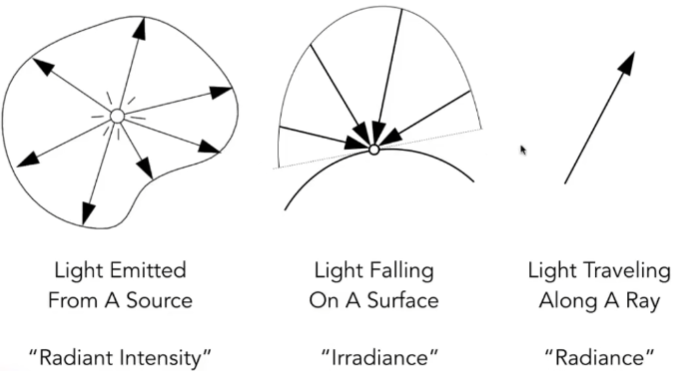 Light Emitted
From A Source
"Radiant Intensity"
Light Falling
On A Surface
"Irradiance"
Light Traveling
Along A Ray
"Radiance"